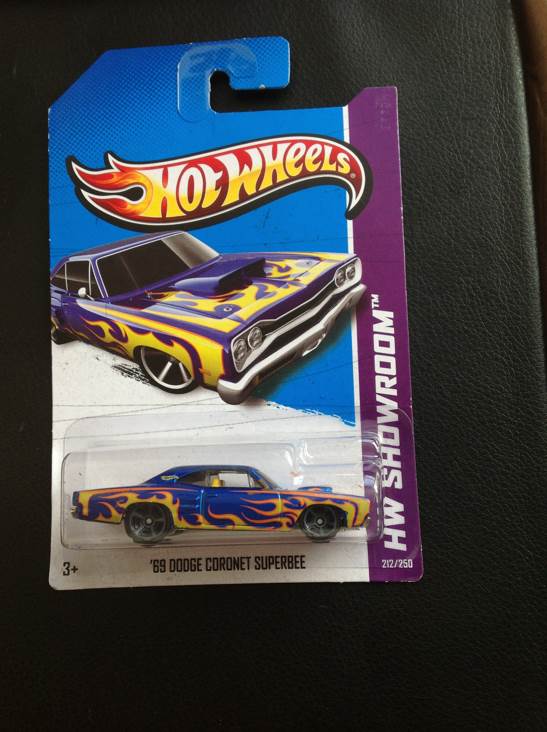 HOT WHEELS®
HW SHOWROOM™
'69 DODGE CORONET SUPERBEE
3+
212/250